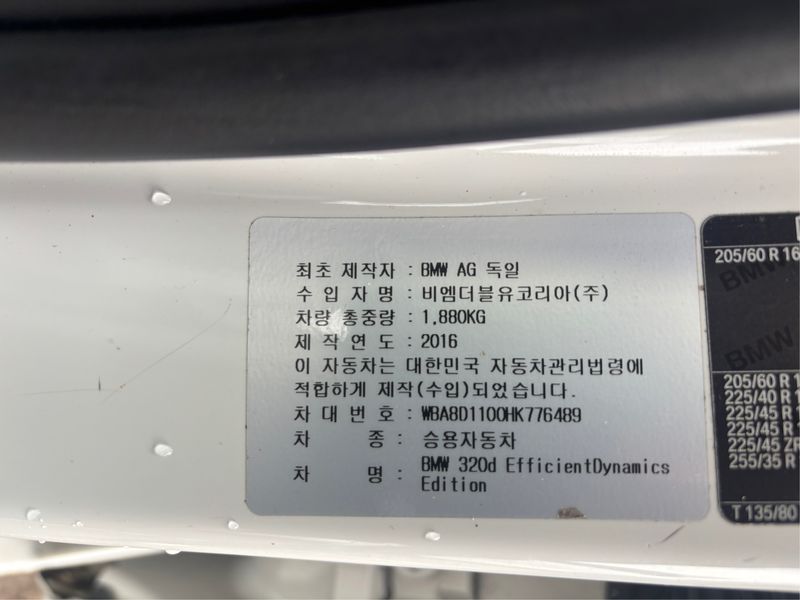 최초 제작자 : BMW AG 독일
수 입 자 명 : 비엠더블유코리아(주)
차량 총중량 : 1,880KG
제 작 연 도 : 2016
이 자동차는 대한민국 자동차관리법령에
적합하게 제작(수입)되었습니다.
차 대 번 호 : WBA8D1100HK776489
차 종 : 승용자동차
차 명 : BMW 320d EfficientDynamics
Edition
205/60 R 16
BMW
BMW
205/60 R
225/40 R
225/45 R
225/45 R
225/45 ZR
255/35 R
T 135/80